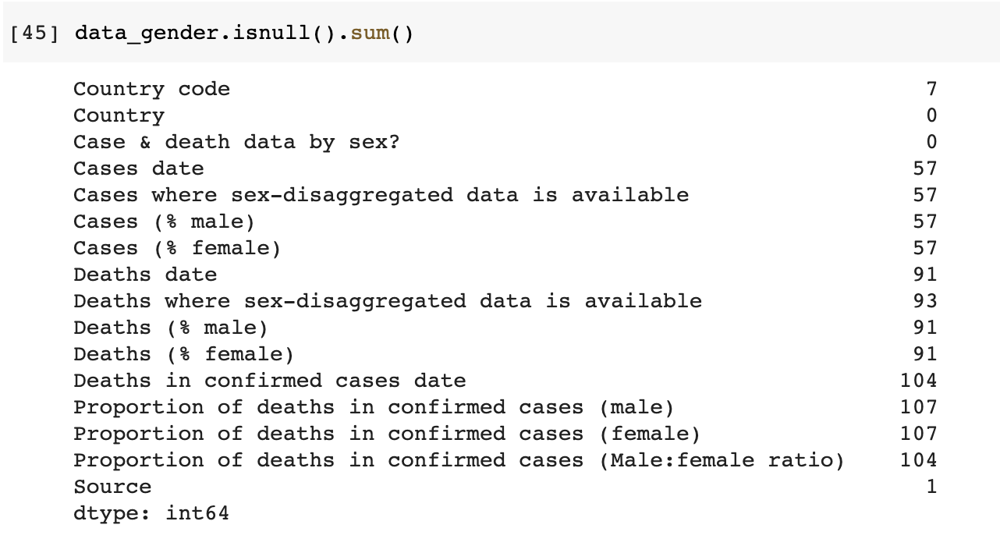 [45] data_gender.isnull().sum()
Country code 7
Country 0
Case & death data by sex? 0
Cases date 57
Cases where sex-disaggregated data is available 57
Cases (% male) 57
Cases (% female) 57
Deaths date 91
Deaths where sex-disaggregated data is available 93
Deaths (% male) 91
Deaths (% female) 91
Deaths in confirmed cases date 104
Proportion of deaths in confirmed cases (male) 107
Proportion of deaths in confirmed cases (female) 107
Proportion of deaths in confirmed cases (Male:female ratio) 104
Source 1
dtype: int64